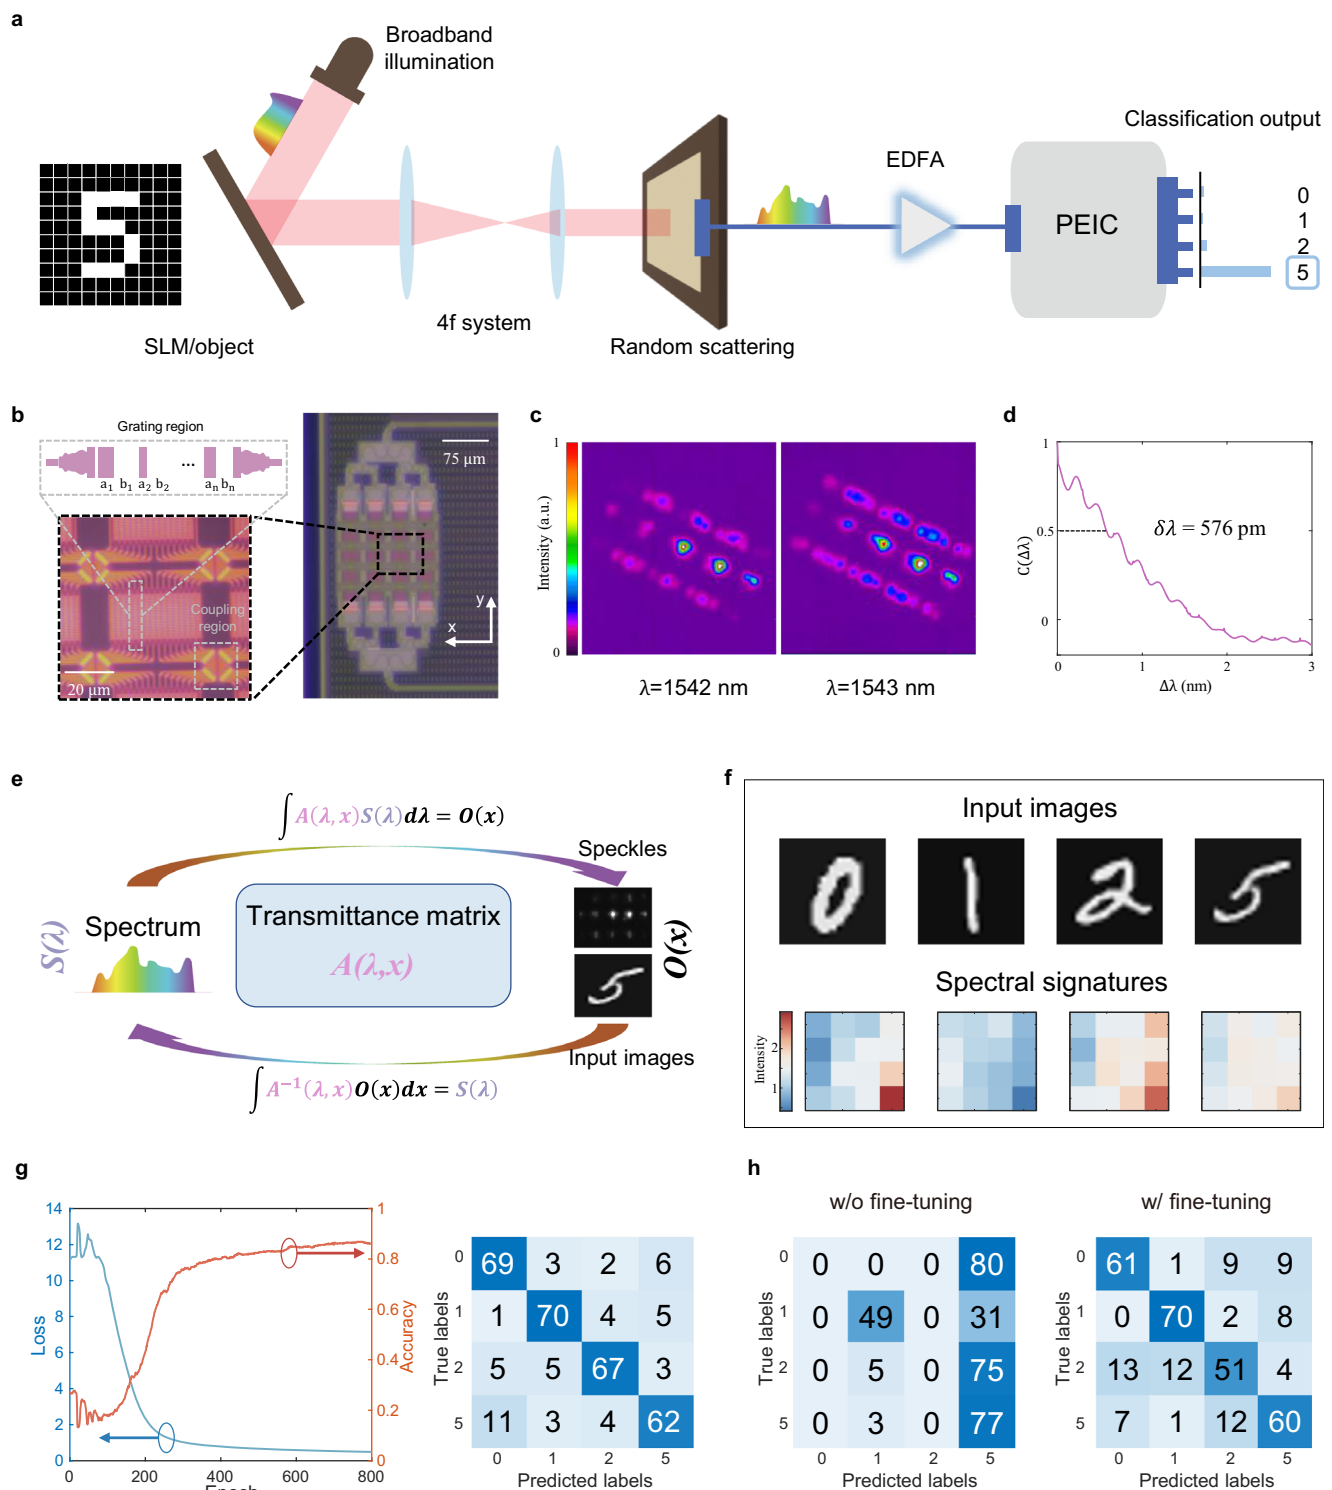 a
Broadband
illumination
SLM/object
4f system
Random scattering
EDFA
PEIC
Classification output
0
1
2
5
b
Grating region
a₁ b₁ a₂ b₂ ... aₙ bₙ
Coupling
region
20 μm
75 μm
y
x
c
Intensity (a.u.)
1
0
λ=1542 nm
λ=1543 nm
d
C(Δλ)
1
0.5
0
δλ = 576 pm
0 1 2 3
Δλ (nm)
e
∫ A(λ, x)S(λ)dλ = O(x)
Speckles
S(λ)
Spectrum
Transmittance matrix
A(λ,x)
O(x)
Input images
∫ A⁻¹(λ, x)O(x)dx = S(λ)
f
Input images
Spectral signatures
Intensity
2
1
g
Loss
14
12
10
8
6
4
2
0
Accuracy
1
0.8
0.6
0.4
0.2
0
0 200 400 600 800
True labels
0 69 3 2 6
1 1 70 4 5
2 5 5 67 3
5 11 3 4 62
0 1 2 5
Predicted labels
h
w/o fine-tuning
True labels
0 0 0 0 80
1 0 49 0 31
2 0 5 0 75
5 0 3 0 77
0 1 2 5
Predicted labels
w/ fine-tuning
True labels
0 61 1 9 9
1 0 70 2 8
2 13 12 51 4
5 7 1 12 60
0 1 2 5
Predicted labels